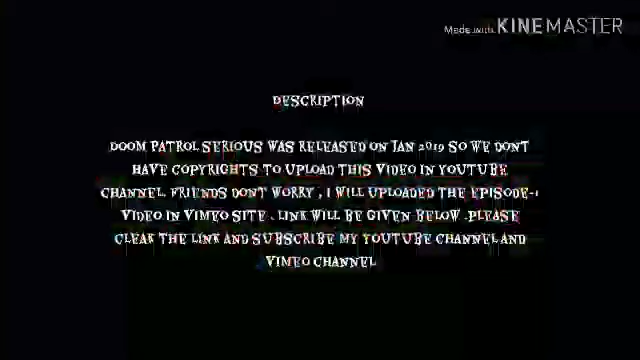 Made with KINEMASTER
DESCRIPTION
DOOM PATROL SERIOUS WAS RELEASED ON JAN 2019 SO WE DONT
HAVE COPYRIGHTS TO UPLOAD THIS VIDEO IN YOUTUBE
CHANNEL. FRIENDS DONT WORRY , I WILL UPLOADED THE EPISODE-1
VIDEO IN VIMEO SITE . LINK WILL BE GIVEN BELOW .PLEASE
CLEAK THE LINK AND SUBSCRIBE MY YOUTUBE CHANNEL AND
VIMEO CHANNEL